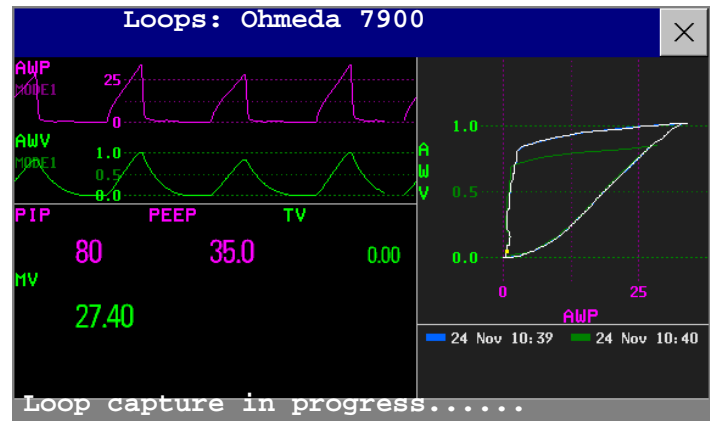 Loops: Ohmeda 7900
AWP
MODE1
25
0
AWV
MODE1
1.0
0.5
0.0
PIP PEEP TV
80 35.0 0.00
MV
27.40
1.0
0.5
0.0
AWV
0 25
AWP
24 Nov 10:39 24 Nov 10:40
Loop capture in progress......